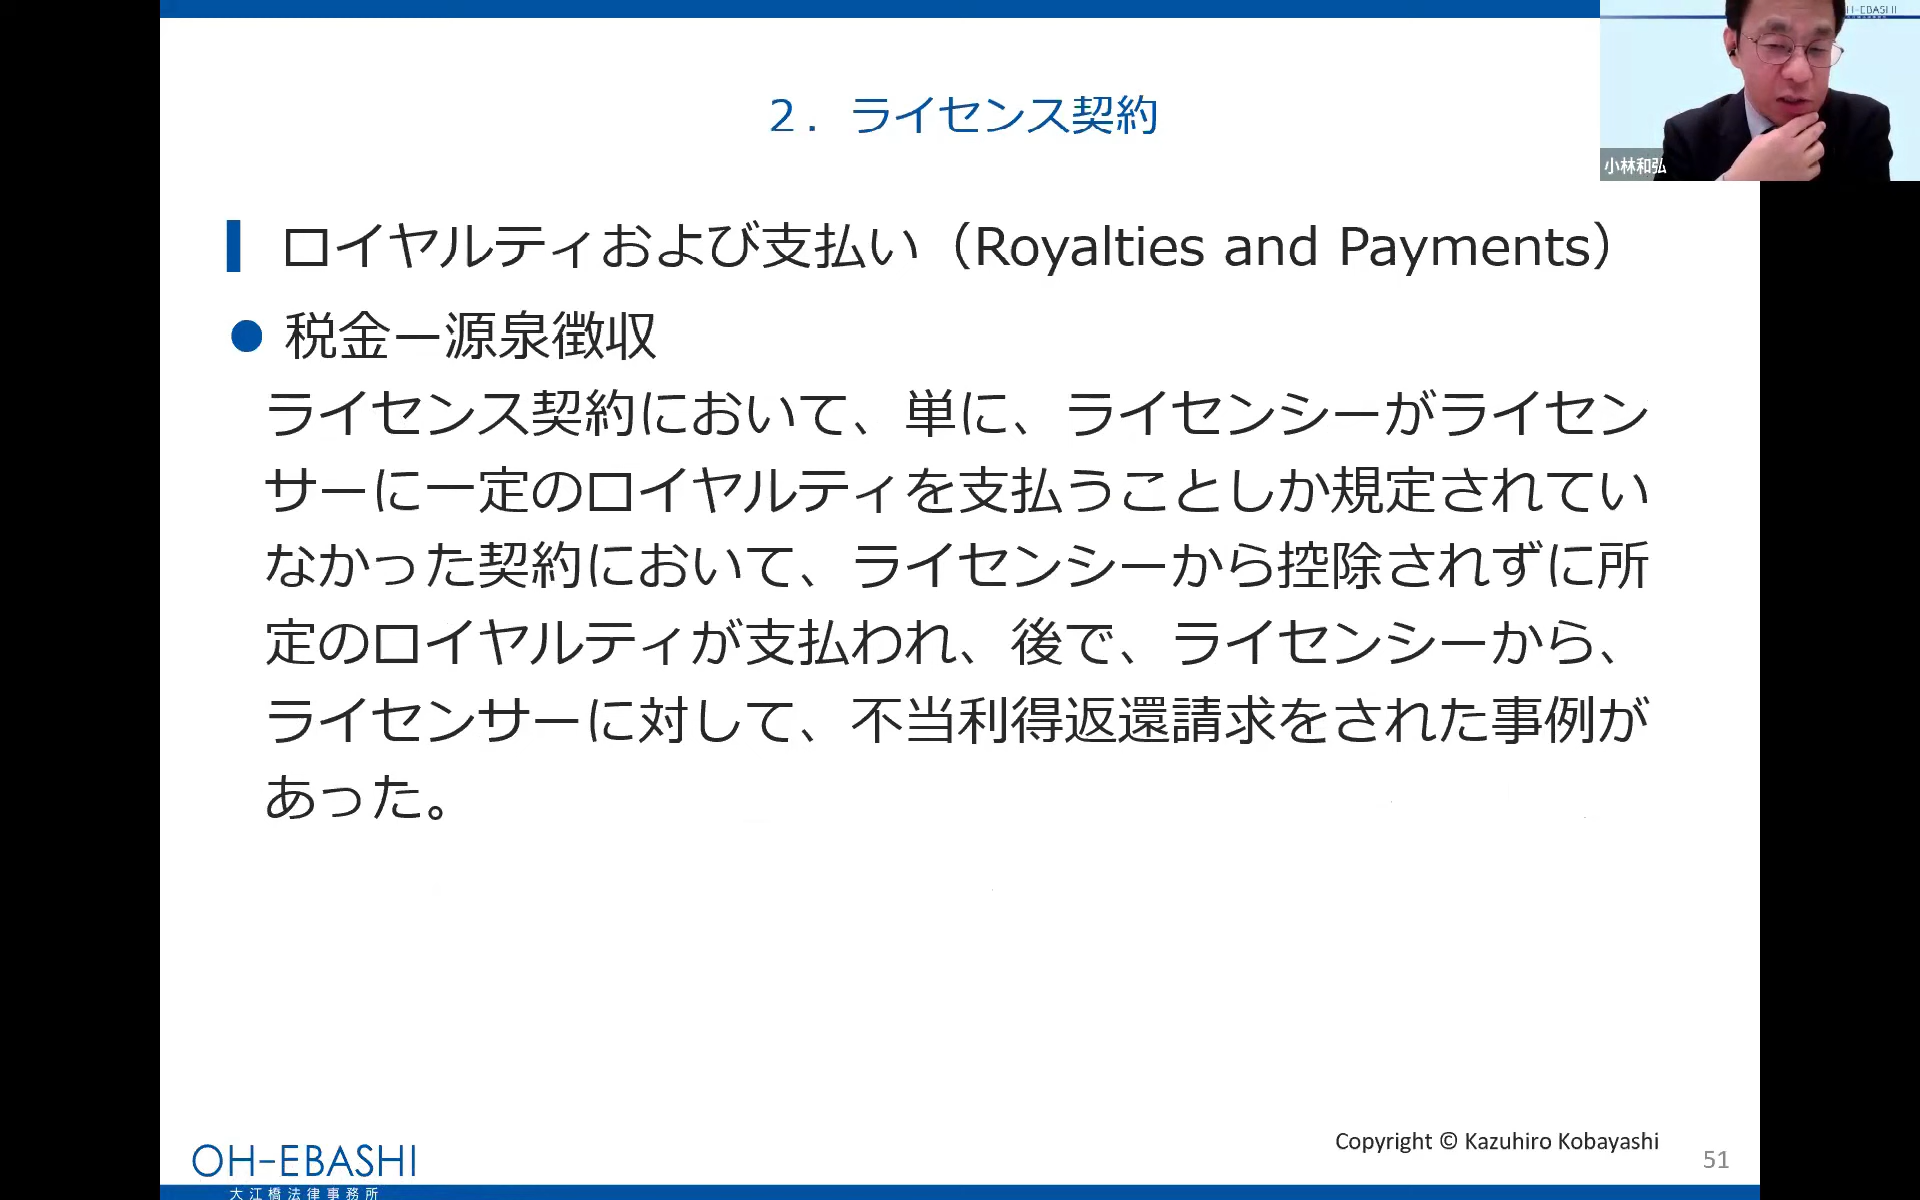 ２．ライセンス契約
小林和弘
ロイヤルティおよび支払い（Royalties and Payments）
税金ー源泉徴収
ライセンス契約において、単に、ライセンシーがライセン
サーに一定のロイヤルティを支払うことしか規定されてい
なかった契約において、ライセンシーから控除されずに所
定のロイヤルティが支払われ、後で、ライセンシーから、
ライセンサーに対して、不当利得返還請求をされた事例が
あった。
Copyright © Kazuhiro Kobayashi
51
OH-EBASHI
大江橋法律事務所